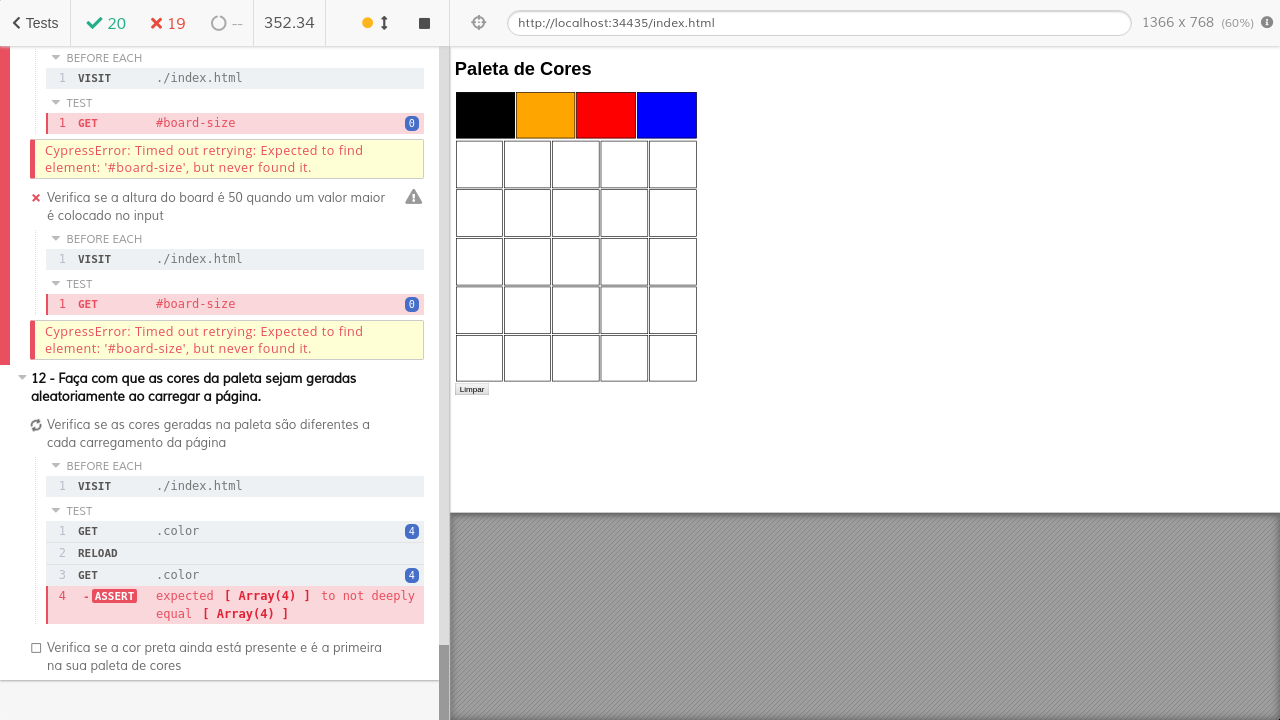 Tests
20
19
--
352.34
http://localhost:34435/index.html
1366 x 768 (60%)
BEFORE EACH
1 VISIT ./index.html
TEST
1 GET #board-size 0
CypressError: Timed out retrying: Expected to find
element: '#board-size', but never found it.
Verifica se a altura do board é 50 quando um valor maior
é colocado no input
BEFORE EACH
1 VISIT ./index.html
TEST
1 GET #board-size 0
CypressError: Timed out retrying: Expected to find
element: '#board-size', but never found it.
12 - Faça com que as cores da paleta sejam geradas
aleatoriamente ao carregar a página.
Verifica se as cores geradas na paleta são diferentes a
cada carregamento da página
BEFORE EACH
1 VISIT ./index.html
TEST
1 GET .color 4
2 RELOAD
3 GET .color 4
4 -ASSERT expected [ Array(4) ] to not deeply
equal [ Array(4) ]
Verifica se a cor preta ainda está presente e é a primeira
na sua paleta de cores
Paleta de Cores
Limpar